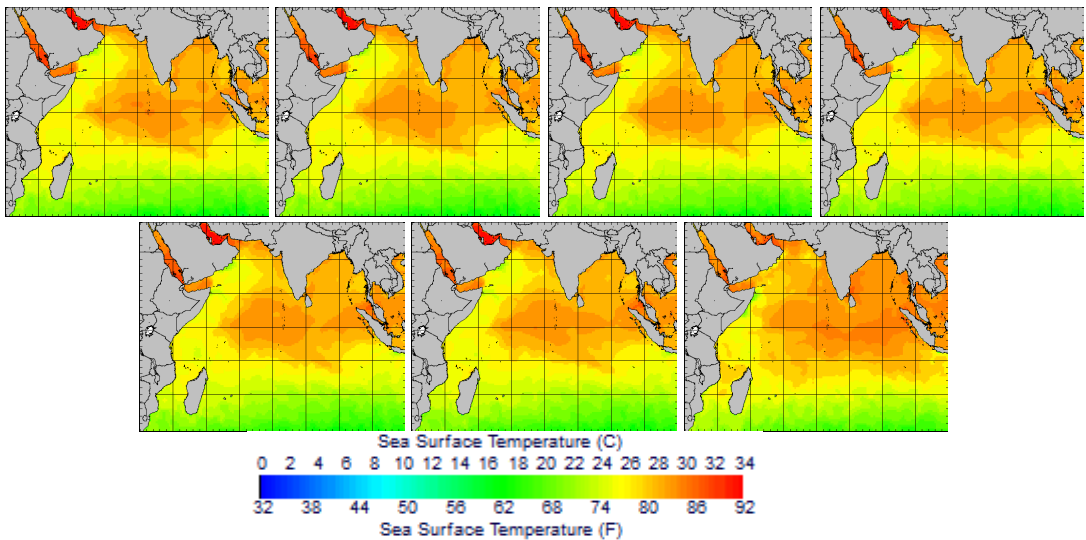 Sea Surface Temperature (C)
0 2 4 6 8 10 12 14 16 18 20 22 24 26 28 30 32 34
32 38 44 50 56 62 68 74 80 86 92
Sea Surface Temperature (F)